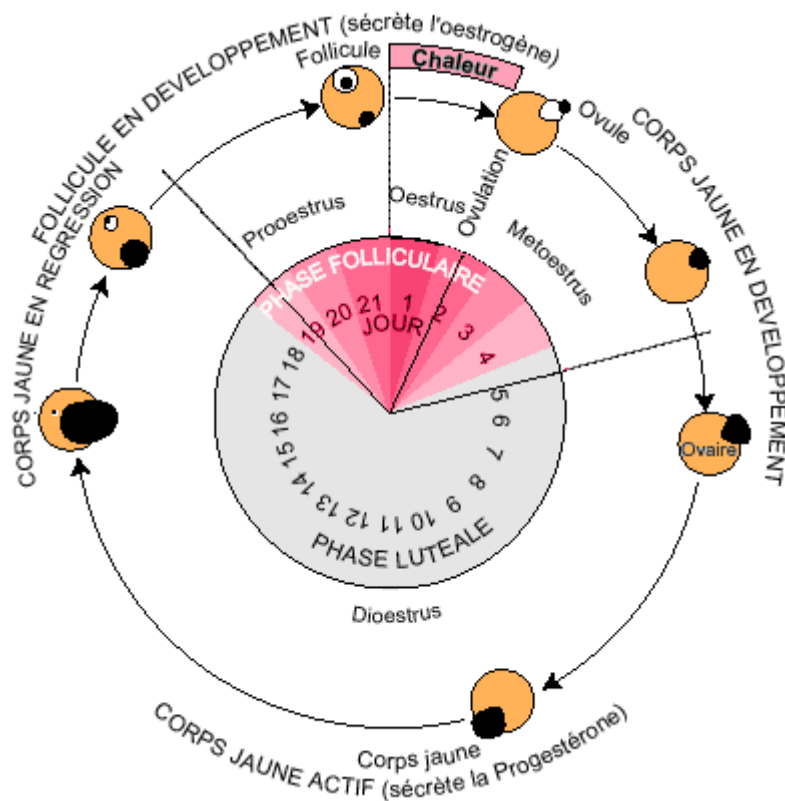 FOLLICULE EN DEVELOPPEMENT (sécrète l'oestrogène)
Follicule
Chaleur
Ovule
CORPS JAUNE EN DEVELOPPEMENT
CORPS JAUNE EN REGRESSION
Prooestrus
Oestrus
Ovulation
Metoestrus
PHASE FOLLICULAIRE
19 20 21 1 2 3 4
JOUR
5 6 7 8 9 10 11 12 13 14 15 16 17 18
Ovaire
PHASE LUTEALE
Dioestrus
Corps jaune
CORPS JAUNE ACTIF (sécrète la Progestérone)